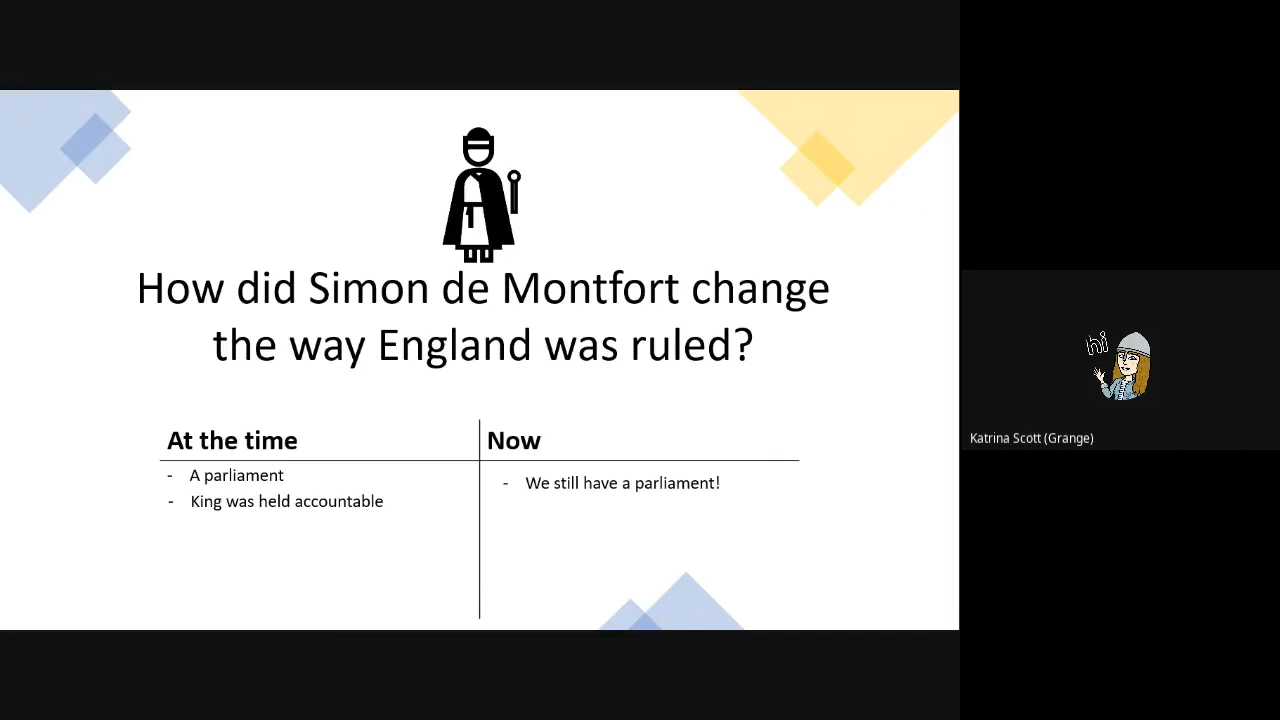 How did Simon de Montfort change
the way England was ruled?
At the time
- A parliament
- King was held accountable
Now
- We still have a parliament!
hi
Katrina Scott (Grange)